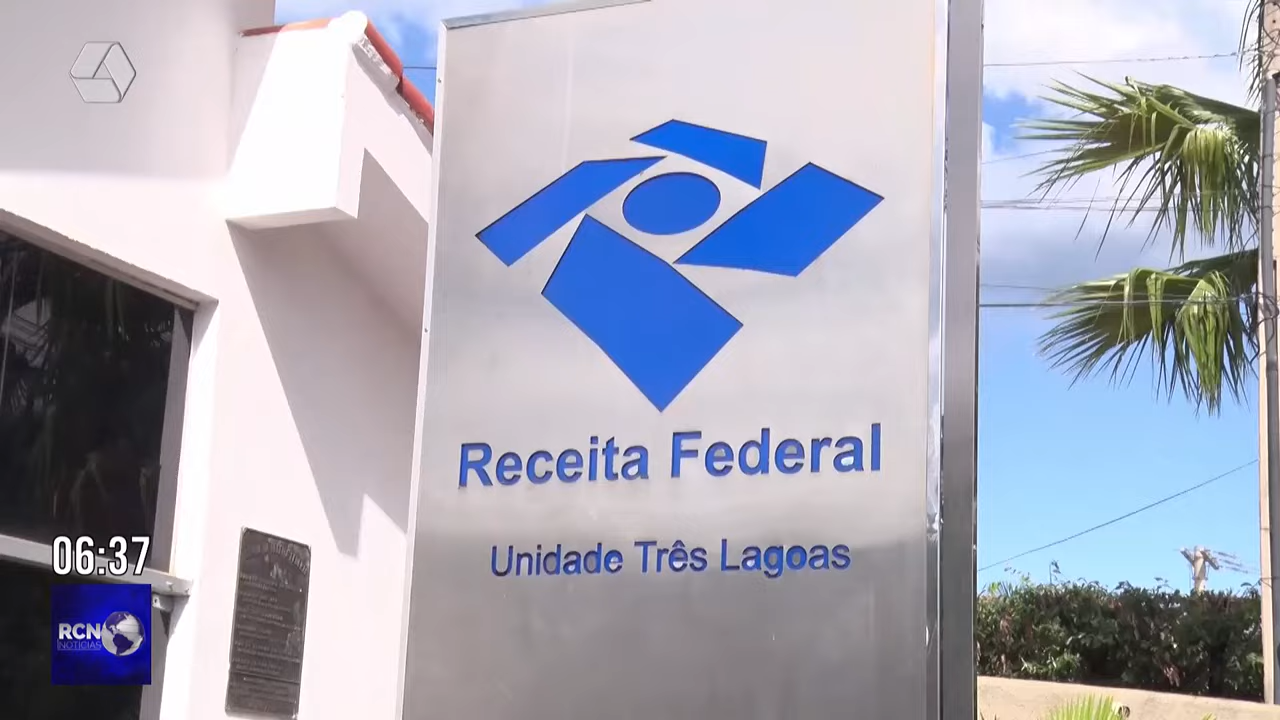 Receita Federal
Unidade Três Lagoas
06:37
RCN
NOTÍCIAS